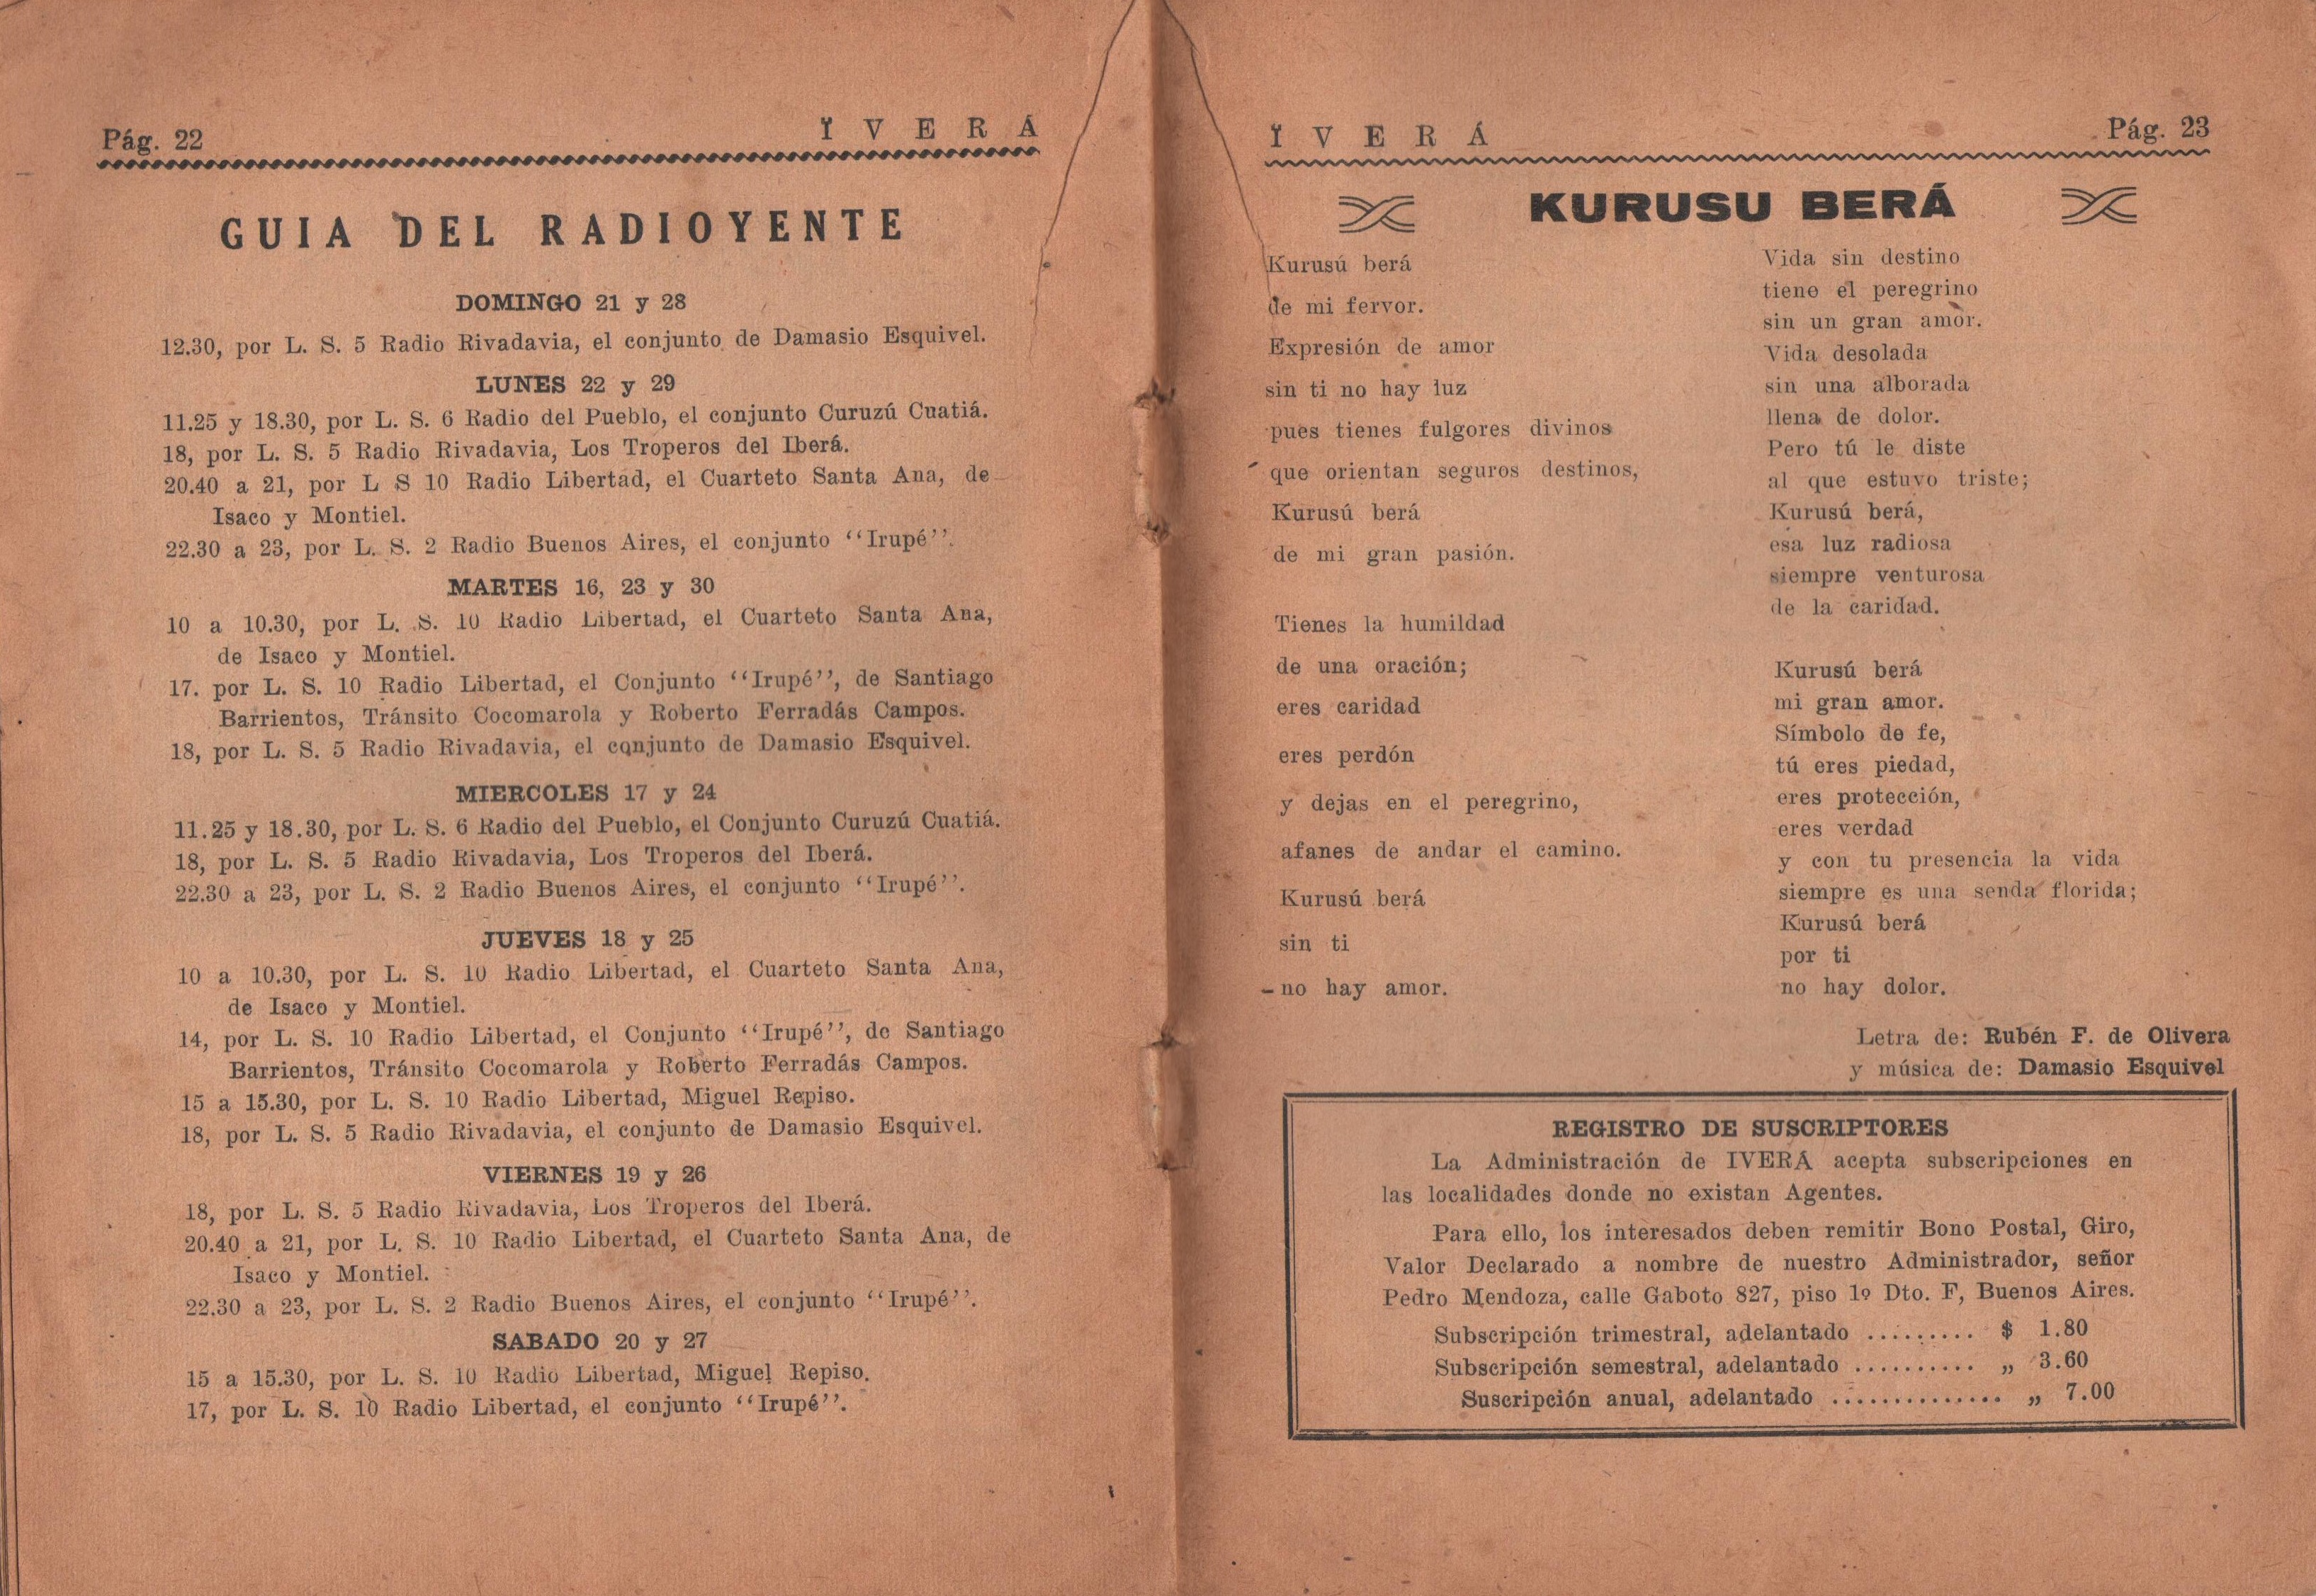 Pág. 22
Ï V E R Á
GUIA DEL RADIOYENTE
DOMINGO 21 y 28
12.30, por L. S. 5 Radio Rivadavia, el conjunto de Damasio Esquivel.
LUNES 22 y 29
11.25 y 18.30, por L. S. 6 Radio del Pueblo, el conjunto Curuzú Cuatiá.
18, por L. S. 5 Radio Rivadavia, Los Troperos del Iberá.
20.40 a 21, por L S 10 Radio Libertad, el Cuarteto Santa Ana, de
Isaco y Montiel.
22.30 a 23, por L. S. 2 Radio Buenos Aires, el conjunto ‘‘Irupé’’.
MARTES 16, 23 y 30
10 a 10.30, por L. S. 10 Radio Libertad, el Cuarteto Santa Ana,
de Isaco y Montiel.
17. por L. S. 10 Radio Libertad, el Conjunto ‘‘Irupé’’, de Santiago
Barrientos, Tránsito Cocomarola y Roberto Ferradás Campos.
18, por L. S. 5 Radio Rivadavia, el conjunto de Damasio Esquivel.
MIERCOLES 17 y 24
11.25 y 18.30, por L. S. 6 Radio del Pueblo, el Conjunto Curuzú Cuatiá.
18, por L. S. 5 Radio Rivadavia, Los Troperos del Iberá.
22.30 a 23, por L. S. 2 Radio Buenos Aires, el conjunto ‘‘Irupé’’.
JUEVES 18 y 25
10 a 10.30, por L. S. 10 Radio Libertad, el Cuarteto Santa Ana,
de Isaco y Montiel.
14, por L. S. 10 Radio Libertad, el Conjunto ‘‘Irupé’’, de Santiago
Barrientos, Tránsito Cocomarola y Roberto Ferradás Campos.
15 a 15.30, por L. S. 10 Radio Libertad, Miguel Repiso.
18, por L. S. 5 Radio Rivadavia, el conjunto de Damasio Esquivel.
VIERNES 19 y 26
18, por L. S. 5 Radio Rivadavia, Los Troperos del Iberá.
20.40 a 21, por L. S. 10 Radio Libertad, el Cuarteto Santa Ana, de
Isaco y Montiel.
22.30 a 23, por L. S. 2 Radio Buenos Aires, el conjunto ‘‘Irupé’’.
SABADO 20 y 27
15 a 15.30, por L. S. 10 Radio Libertad, Miguel Repiso.
17, por L. S. 10 Radio Libertad, el conjunto ‘‘Irupé’’.
Ï V E R Á
Pág. 23
KURUSU BERÁ
Kurusú berá
de mi fervor.
Expresión de amor
sin ti no hay luz
pues tienes fulgores divinos
que orientan seguros destinos,
Kurusú berá
de mi gran pasión.
Tienes la humildad
de una oración;
eres caridad
eres perdón
y dejas en el peregrino,
afanes de andar el camino.
Kurusú berá
sin ti
no hay amor.
Vida sin destino
tiene el peregrino
sin un gran amor.
Vida desolada
sin una alborada
llena de dolor.
Pero tú le diste
al que estuvo triste;
Kurusú berá,
esa luz radiosa
siempre venturosa
de la caridad.
Kurusú berá
mi gran amor.
Símbolo de fe,
tú eres piedad,
eres protección,
eres verdad
y con tu presencia la vida
siempre es una senda florida;
Kurusú berá
por ti
no hay dolor.
Letra de: Rubén F. de Olivera
y música de: Damasio Esquivel
REGISTRO DE SUSCRIPTORES
La Administración de IVERÁ acepta subscripciones en
las localidades donde no existan Agentes.
Para ello, los interesados deben remitir Bono Postal, Giro,
Valor Declarado a nombre de nuestro Administrador, señor
Pedro Mendoza, calle Gaboto 827, piso 1º Dto. F, Buenos Aires.
Subscripción trimestral, adelantado ......... $ 1.80
Subscripción semestral, adelantado .......... „ 3.60
Suscripción anual, adelantado .............. „ 7.00